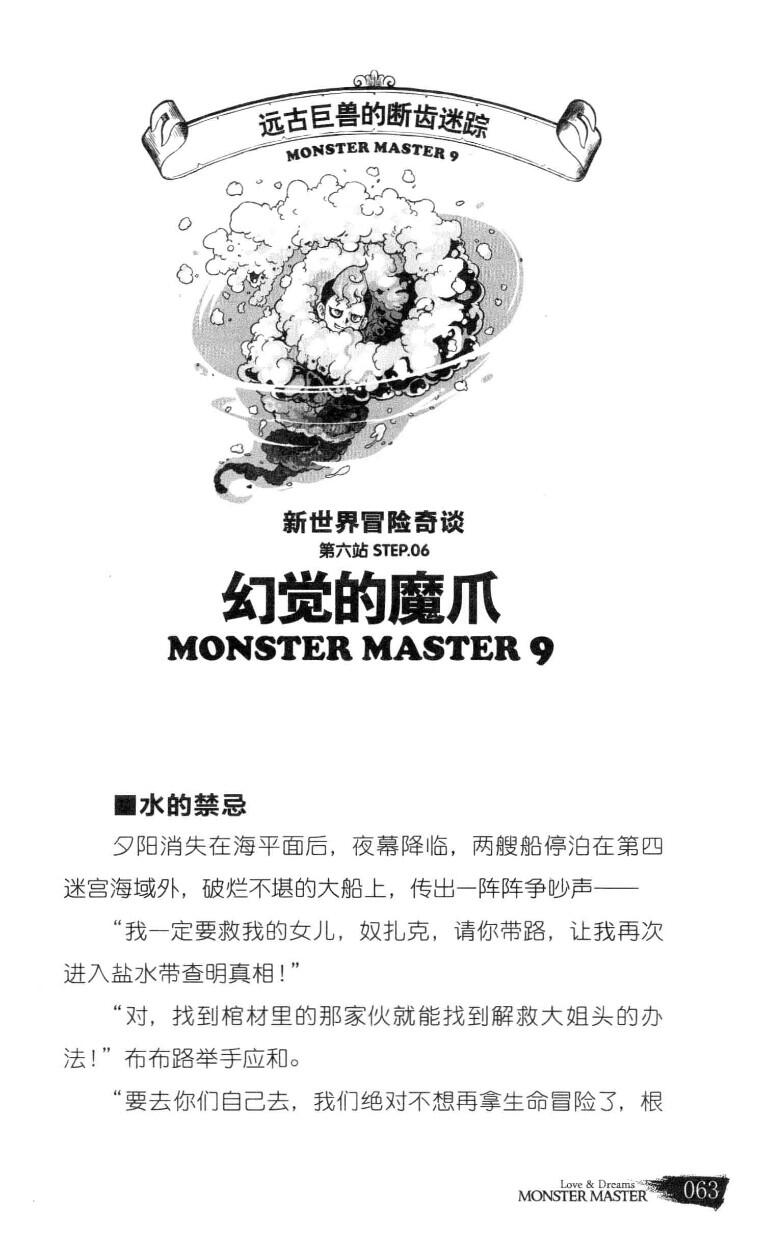 远古巨兽的断齿迷踪
MONSTER MASTER 9
新世界冒险奇谈
第六站 STEP.06
幻觉的魔爪
MONSTER MASTER 9
■水的禁忌
夕阳消失在海平面后，夜幕降临，两艘船停泊在第四
迷宫海域外，破烂不堪的大船上，传出一阵阵争吵声——
“我一定要救我的女儿，奴扎克，请你带路，让我再次
进入盐水带查明真相！”
“对，找到棺材里的那家伙就能找到解救大姐头的办
法！”布布路举手应和。
“要去你们自己去，我们绝对不想再拿生命冒险了，根
Love & Dreams
MONSTER MASTER
063